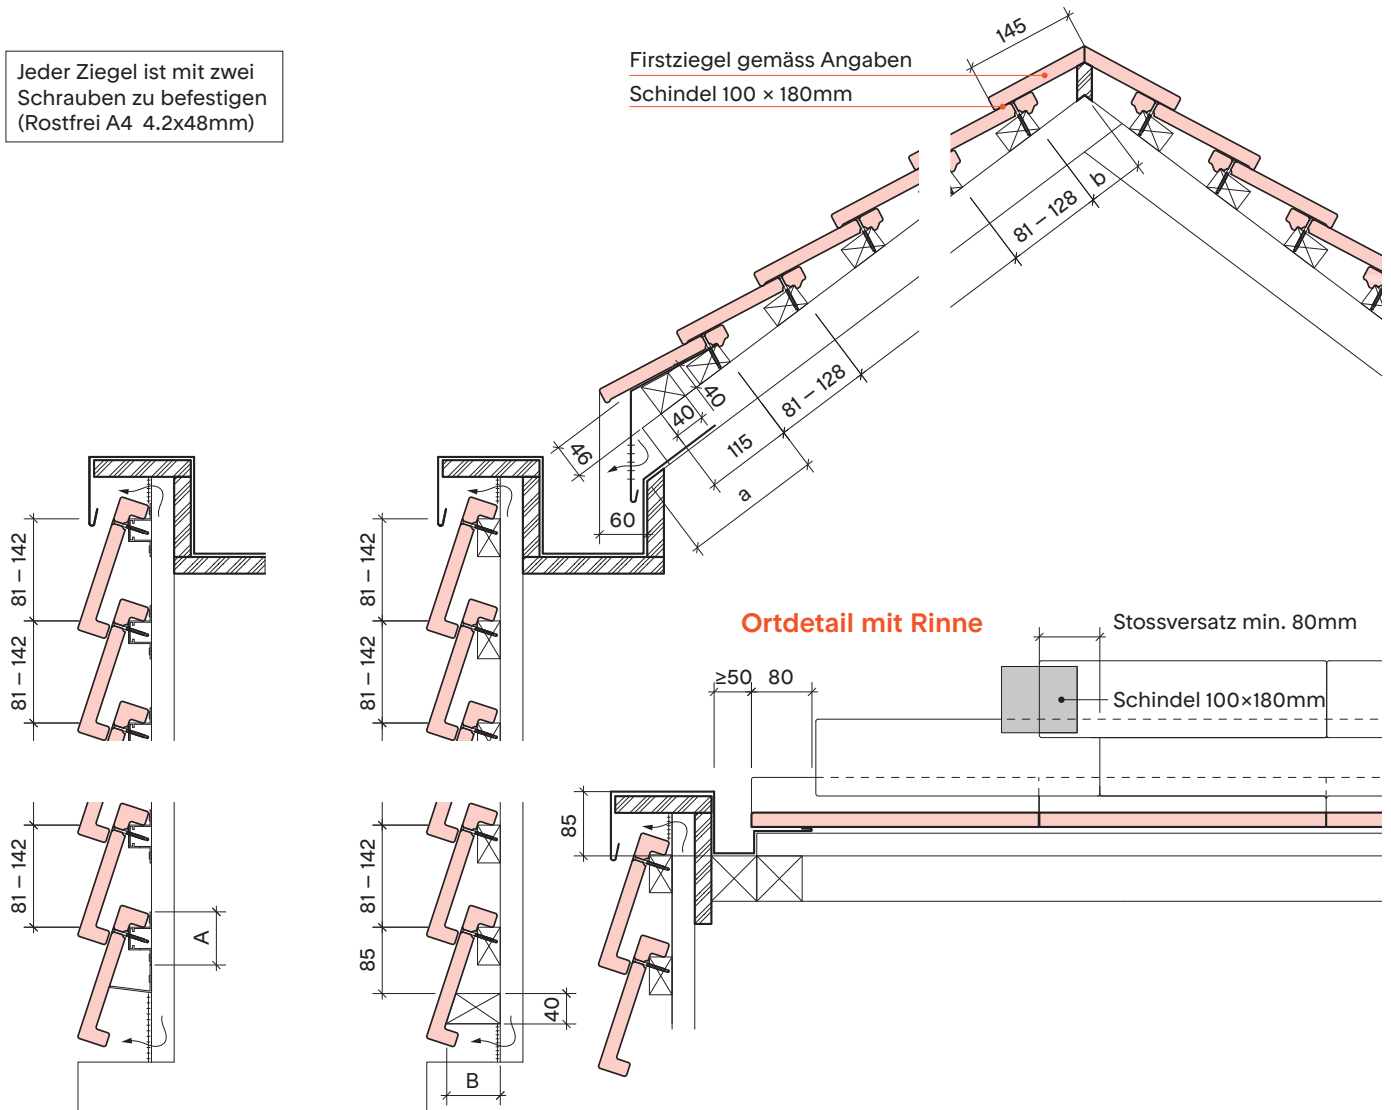 Jeder Ziegel ist mit zwei
Schrauben zu befestigen
(Rostfrei A4 4.2x48mm)
Firstziegel gemäss Angaben
Schindel 100 × 180mm
145
b
81 – 128
81 – 128
40
40
115
a
46
60
81 – 142
81 – 142
81 – 142
81 – 142
Ortdetail mit Rinne
Stossversatz min. 80mm
≥50
80
Schindel 100×180mm
85
81 – 142
A
81 – 142
85
40
B